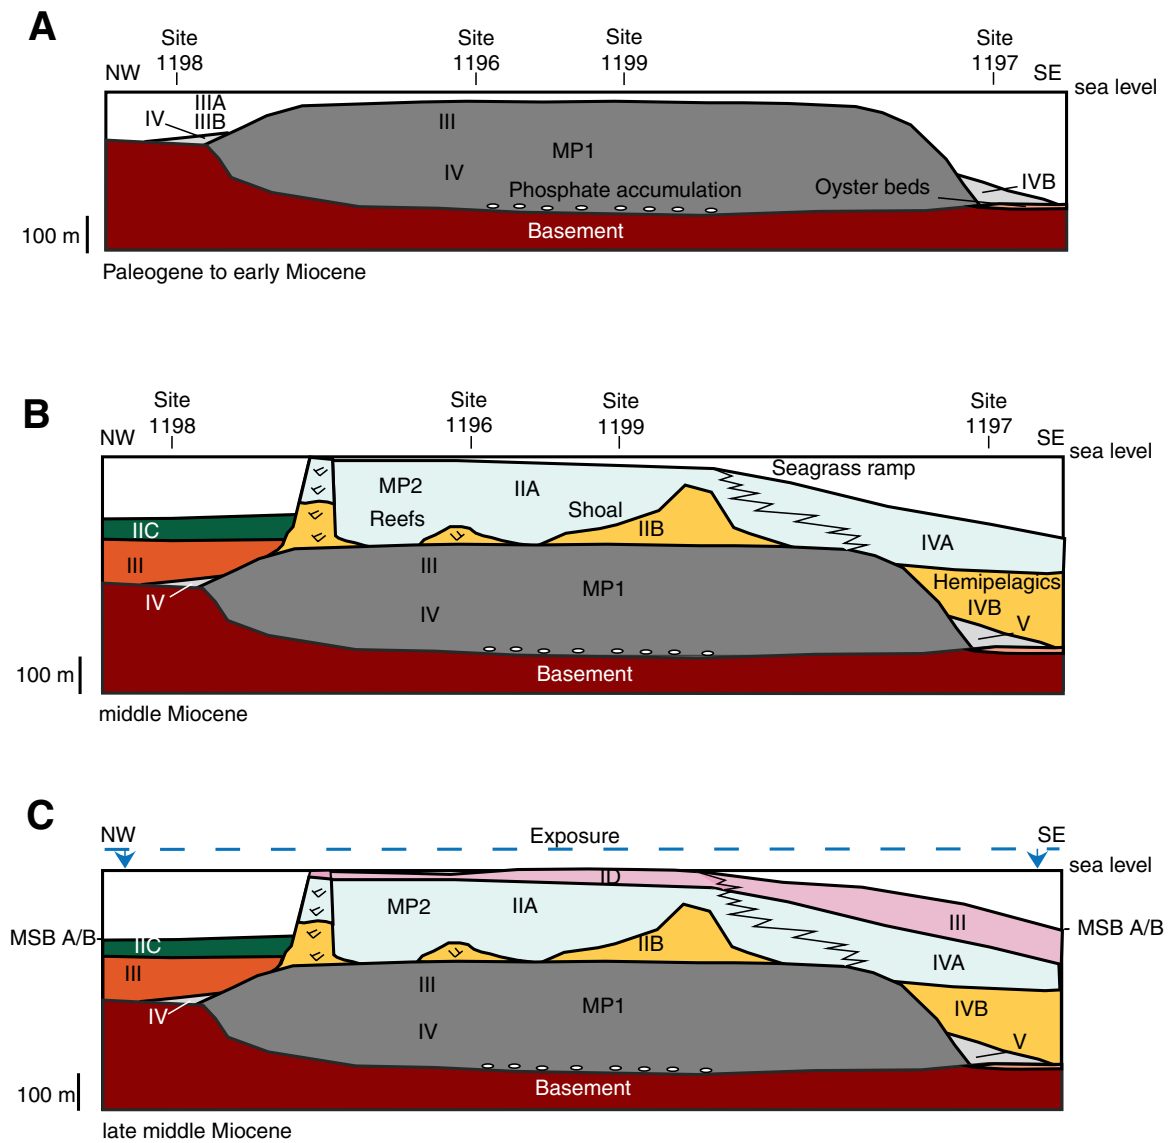 A
Site
1198
Site
1196
Site
1199
Site
1197
NW
SE
sea level
IV
IIIA
IIIB
III
MP1
IV
Phosphate accumulation
Oyster beds
IVB
Basement
100 m
Paleogene to early Miocene
B
Site
1198
Site
1196
Site
1199
Site
1197
NW
SE
sea level
Seagrass ramp
MP2
IIA
Reefs
Shoal
IIB
IIC
IVA
III
III
MP1
Hemipelagics
IV
IVB
IV
V
Basement
100 m
middle Miocene
C
NW
Exposure
SE
sea level
ID
MP2
IIA
III
MSB A/B
MSB A/B
IIC
IIB
IVA
III
III
MP1
IVB
IV
IV
V
Basement
100 m
late middle Miocene